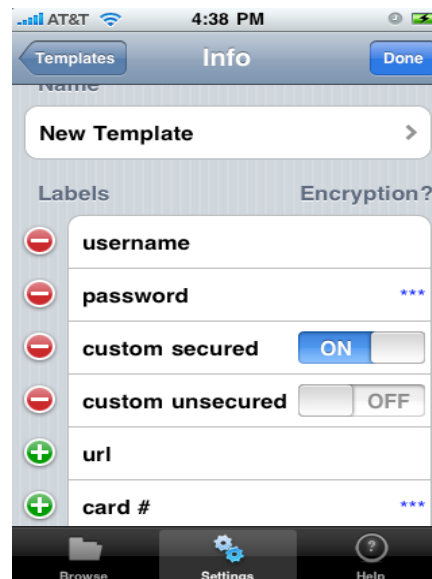 AT&T 4:38 PM
Templates Info Done
Name
New Template
Labels Encryption?
username
password ***
custom secured ON
custom unsecured OFF
url
card # ***
Browse Settings Help